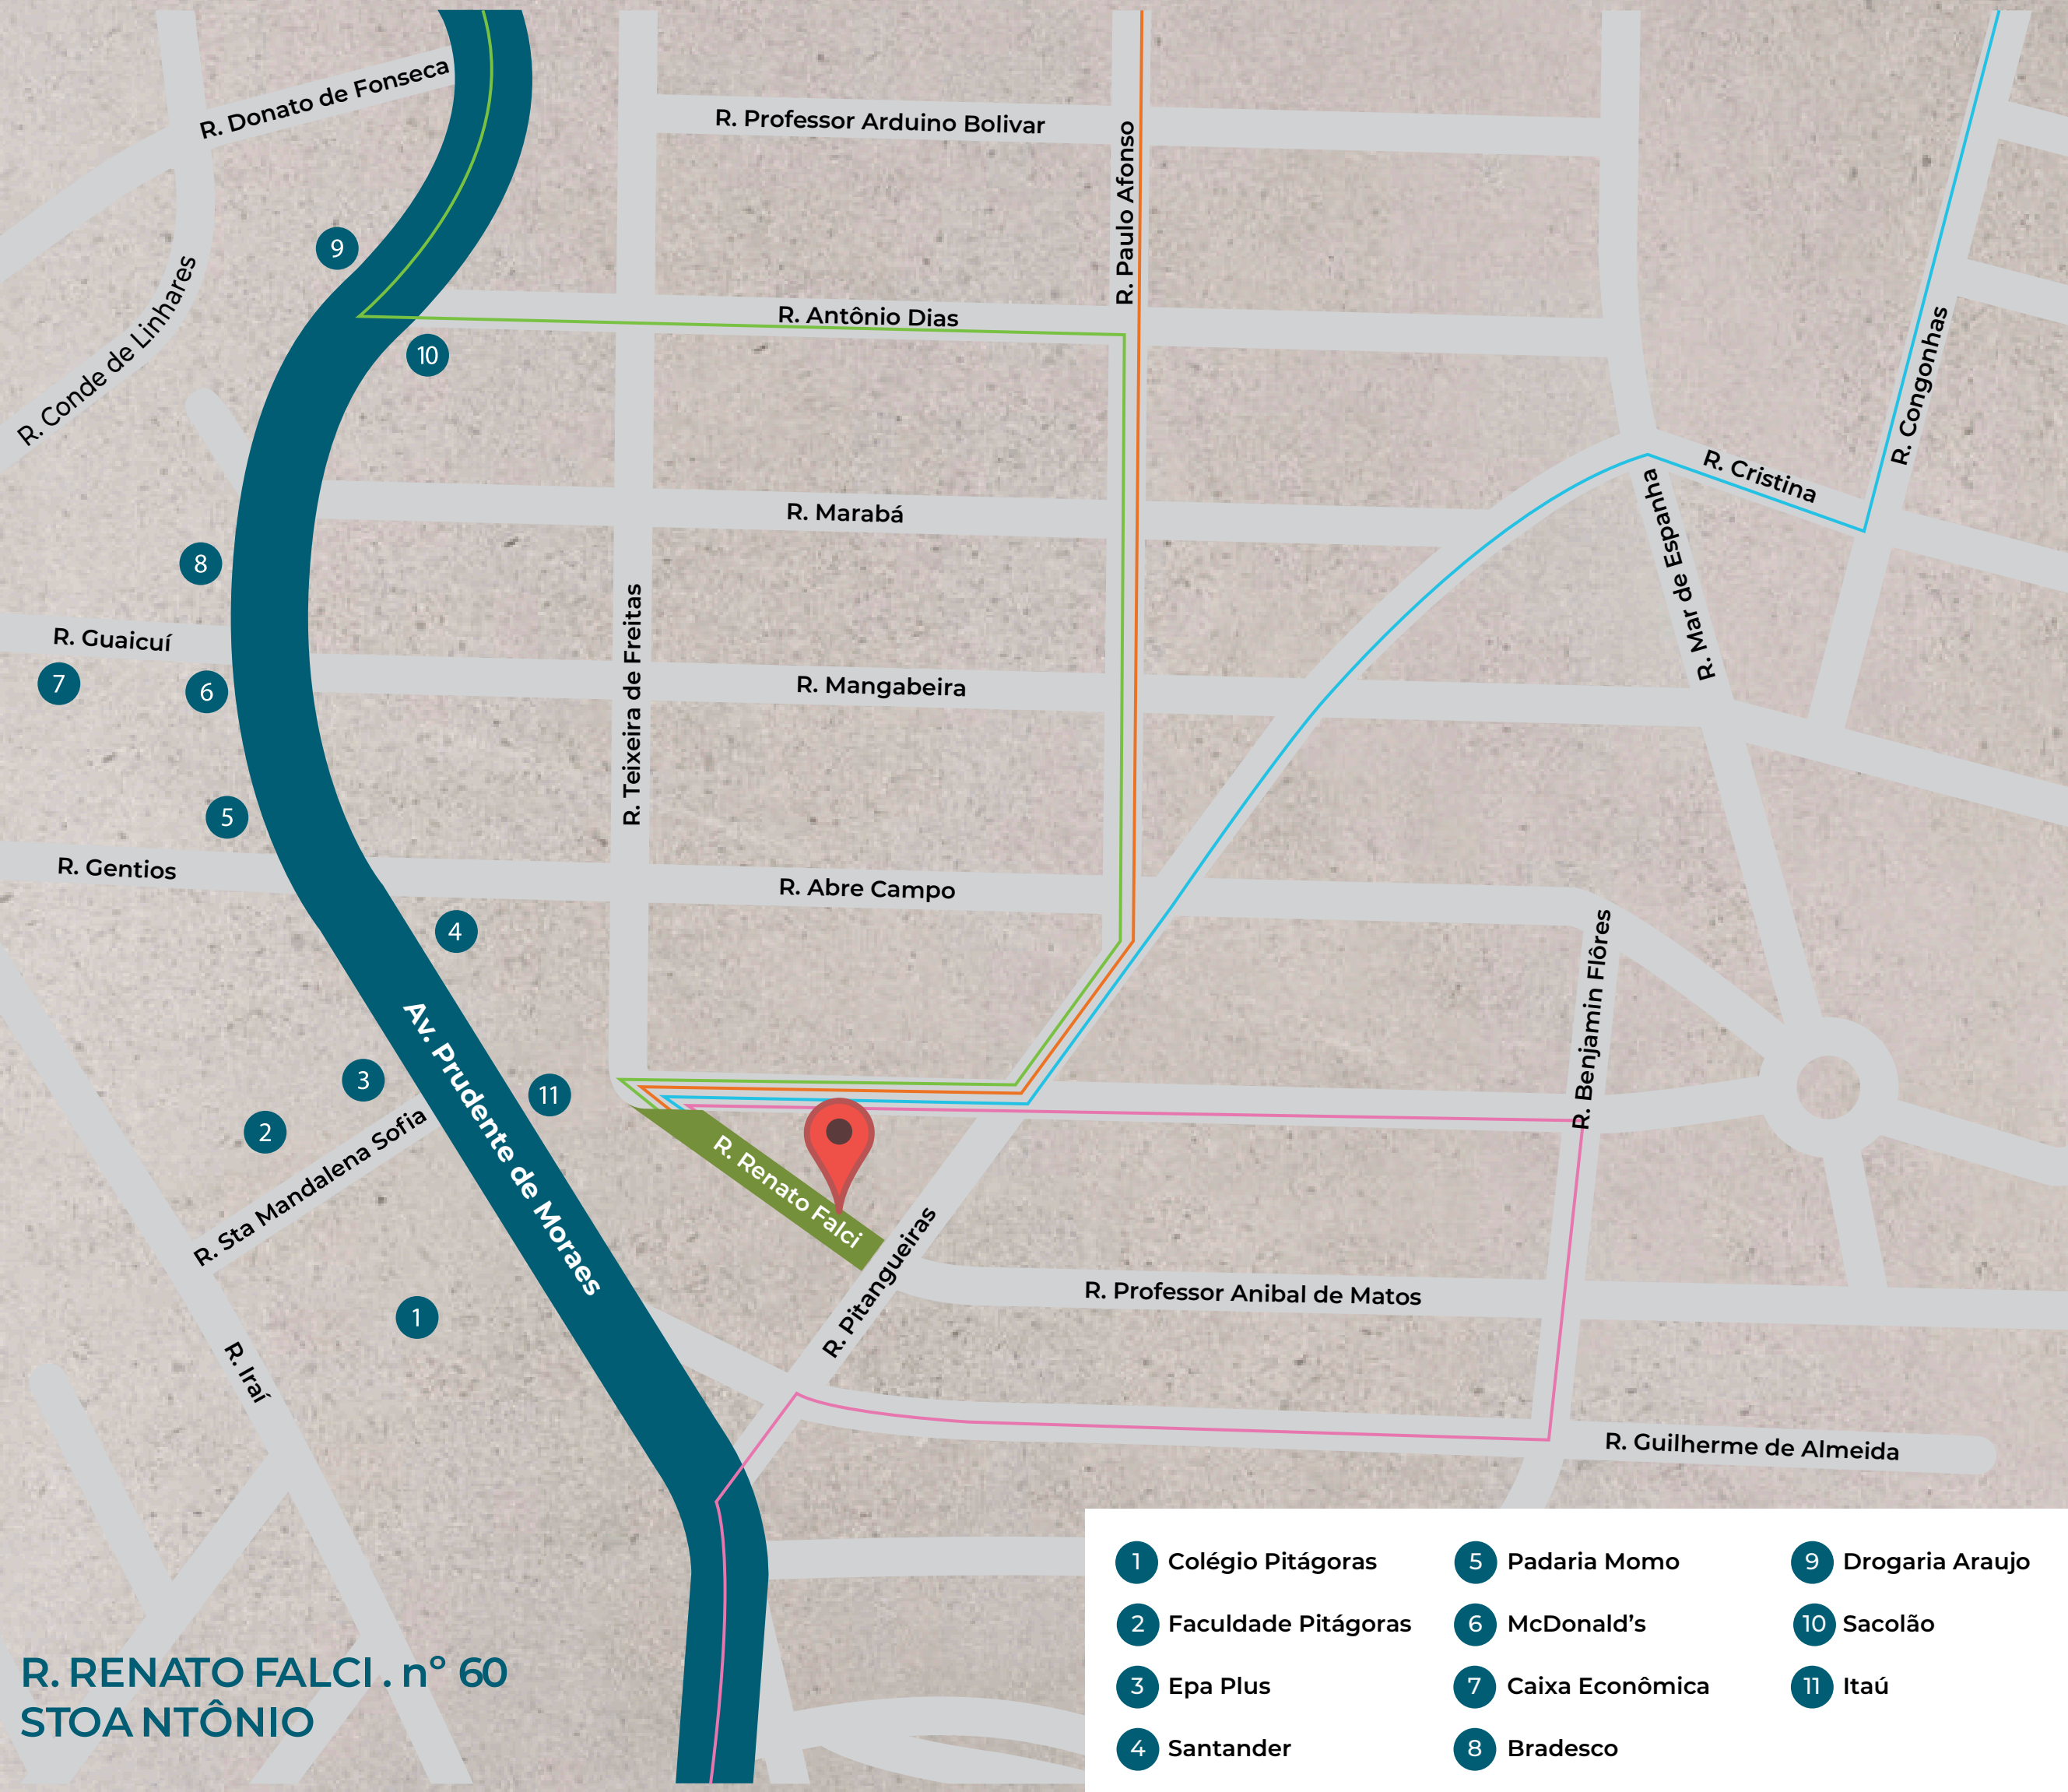 R. Donato de Fonseca
R. Professor Arduino Bolivar
R. Paulo Afonso
9
R. Conde de Linhares
R. Antônio Dias
10
R. Congonhas
R. Cristina
R. Marabá
R. Mar de Espanha
8
R. Guaicuí
7
6
R. Teixeira de Freitas
R. Mangabeira
5
R. Gentios
R. Abre Campo
4
R. Benjamin Flôres
Av. Prudente de Moraes
3
11
2
R. Sta Mandalena Sofia
R. Renato Falci
R. Pitangueiras
R. Professor Anibal de Matos
1
R. Iraí
R. Guilherme de Almeida
R. RENATO FALCI . nº 60
STOA NTÔNIO
1 Colégio Pitágoras
2 Faculdade Pitágoras
3 Epa Plus
4 Santander
5 Padaria Momo
6 McDonald’s
7 Caixa Econômica
8 Bradesco
9 Drogaria Araujo
10 Sacolão
11 Itaú